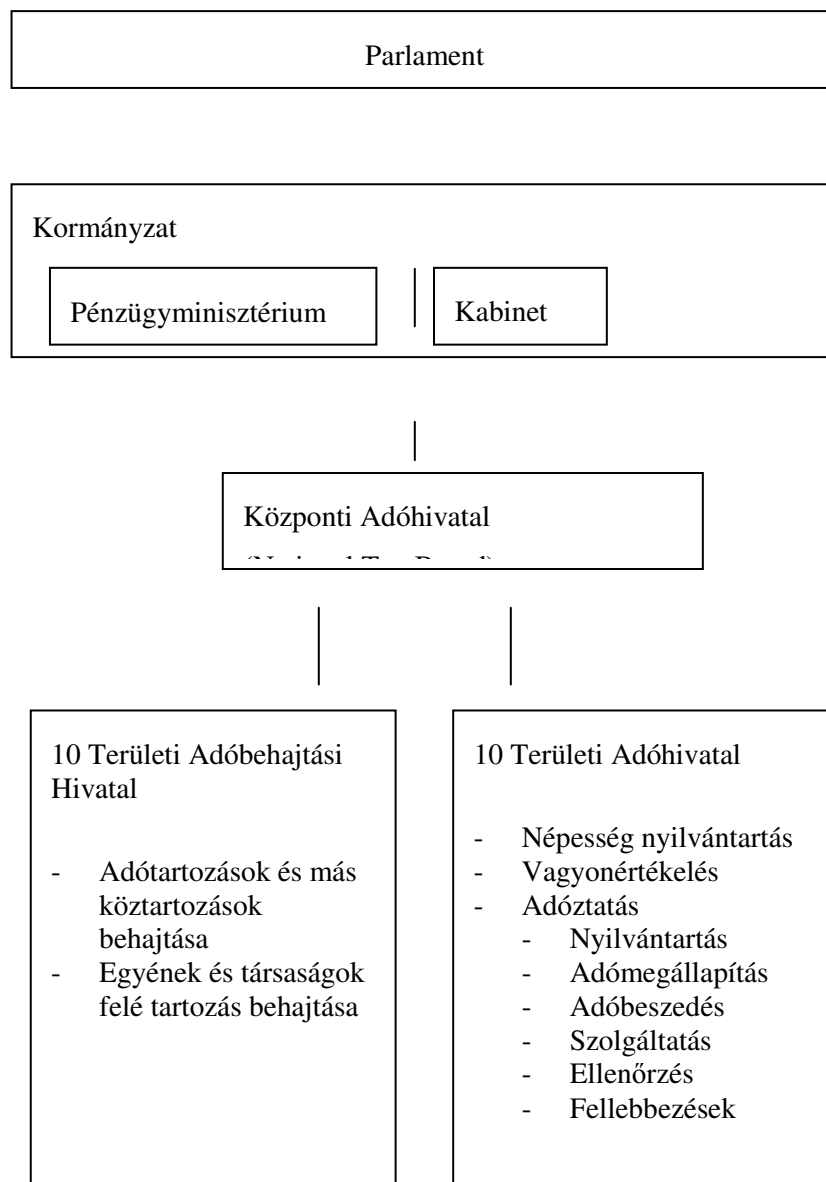 Parlament
Kormányzat
Pénzügyminisztérium
Kabinet
Központi Adóhivatal
10 Területi Adóbehajtási
Hivatal
- Adótartozások és más
köztartozások
behajtása
- Egyének és társaságok
felé tartozás behajtása
10 Területi Adóhivatal
- Népesség nyilvántartás
- Vagyonértékelés
- Adóztatás
- Nyilvántartás
- Adómegállapítás
- Adóbeszedés
- Szolgáltatás
- Ellenőrzés
- Fellebbezések